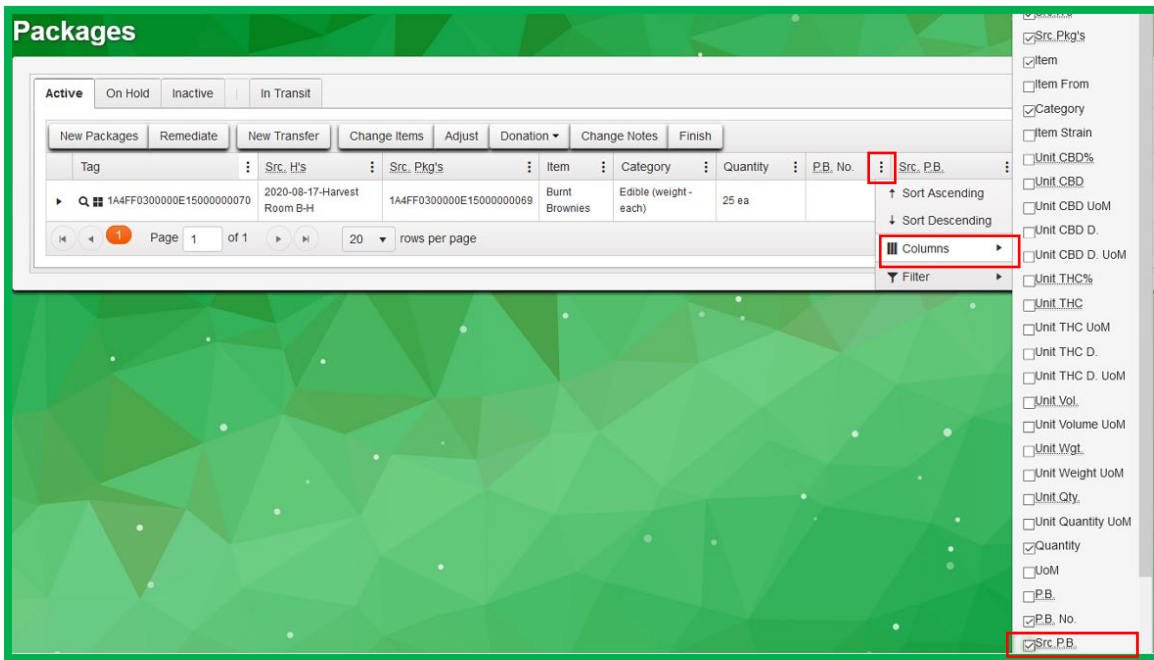 Packages
Active On Hold Inactive In Transit
New Packages Remediate New Transfer Change Items Adjust Donation Change Notes Finish
Tag Src. H's Src. Pkg's Item Category Quantity P.B. No. Src. P.B.
1A4FF0300000E15000000070 2020-08-17-Harvest Room B-H 1A4FF0300000E15000000069 Burnt Brownies Edible (weight - each) 25 ea
1 Page 1 of 1 20 rows per page
Sort Ascending
Sort Descending
Columns
Filter
Src. Pkg's
Item
Item From
Category
Item Strain
Unit CBD%
Unit CBD
Unit CBD UoM
Unit CBD D.
Unit CBD D. UoM
Unit THC%
Unit THC
Unit THC UoM
Unit THC D.
Unit THC D. UoM
Unit Vol.
Unit Volume UoM
Unit Wgt.
Unit Weight UoM
Unit Qty.
Unit Quantity UoM
Quantity
UoM
P.B.
P.B. No.
Src P.B.